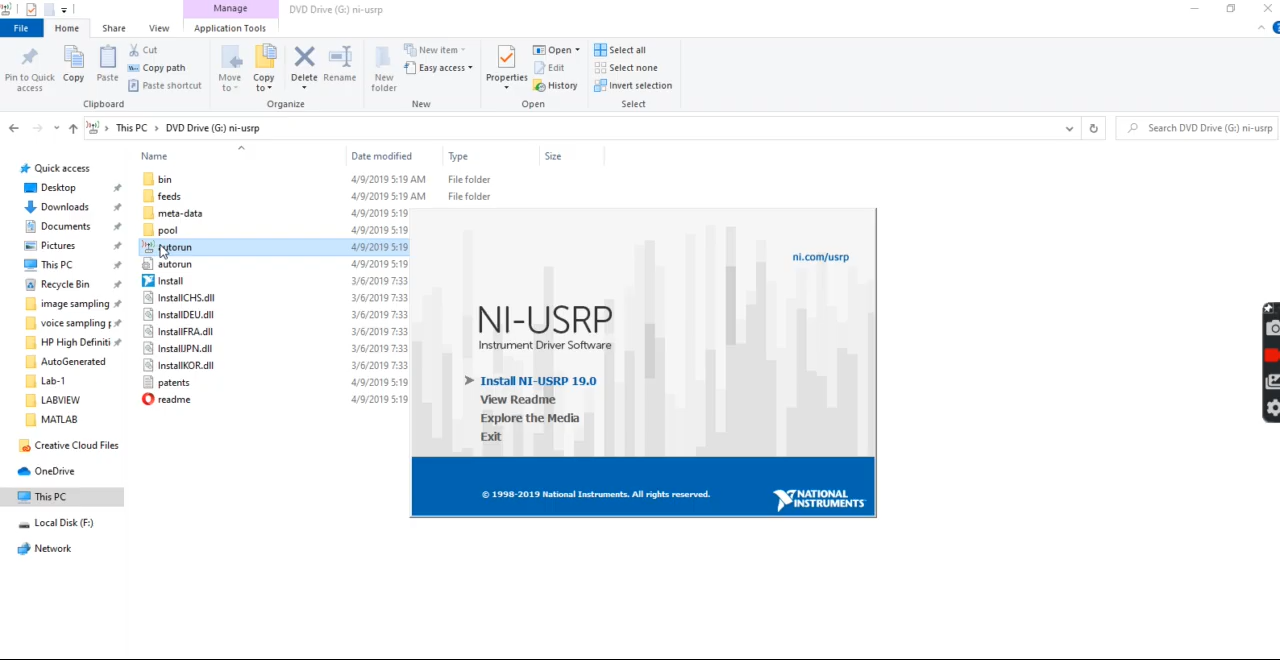 Manage
DVD Drive (G:) ni-usrp
File
Home
Share
View
Application Tools
Pin to Quick access
Copy
Paste
Cut
Copy path
Paste shortcut
Clipboard
Move to
Copy to
Delete
Rename
Organize
New folder
New item
Easy access
New
Properties
Open
Edit
History
Open
Select all
Select none
Invert selection
Select
This PC > DVD Drive (G:) ni-usrp
Search DVD Drive (G:) ni-usrp
Name
Date modified
Type
Size
Quick access
Desktop
Downloads
Documents
Pictures
This PC
Recycle Bin
image sampling
voice sampling p
HP High Definiti
AutoGenerated
Lab-1
LABVIEW
MATLAB
Creative Cloud Files
OneDrive
This PC
Local Disk (F:)
Network
bin 4/9/2019 5:19 AM File folder
feeds 4/9/2019 5:19 AM File folder
meta-data 4/9/2019 5:19
pool 4/9/2019 5:19
autorun 4/9/2019 5:19
autorun 4/9/2019 5:19
Install 3/6/2019 7:33
InstallCHS.dll 3/6/2019 7:33
InstallDEU.dll 3/6/2019 7:33
InstallFRA.dll 3/6/2019 7:33
InstallJPN.dll 3/6/2019 7:33
InstallKOR.dll 3/6/2019 7:33
patents 4/9/2019 5:19
readme 4/9/2019 5:19
ni.com/usrp
NI-USRP
Instrument Driver Software
Install NI-USRP 19.0
View Readme
Explore the Media
Exit
© 1998-2019 National Instruments. All rights reserved.
NATIONAL
INSTRUMENTS